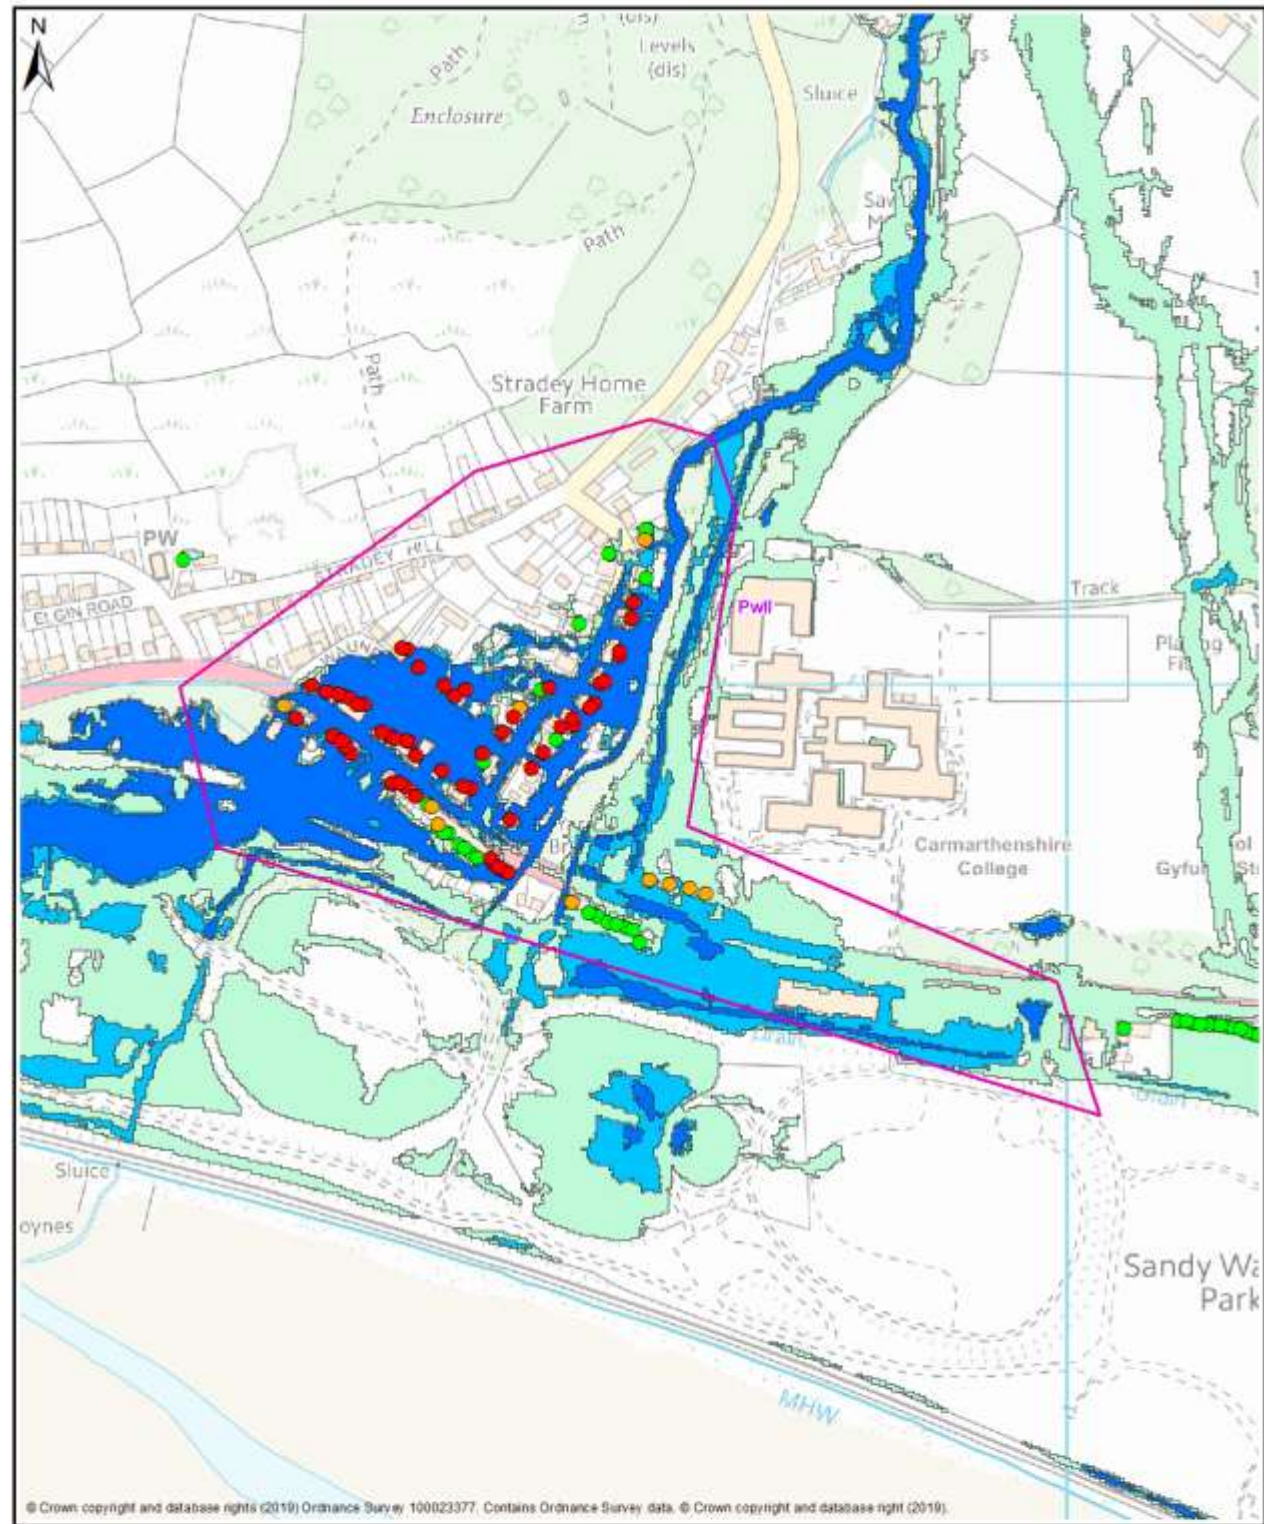 N
Levels
(dis)
Path
Sluice
Enclosure
Path
Path
Stradey Home
Farm
D
PW
STRADEY HILL
Track
ELGIN ROAD
Pwll
Carmarthenshire
College
Drain
Drain
Sluice
Sandy
Park
MHW
© Crown copyright and database rights (2019) Ordnance Survey 100023377. Contains Ordnance Survey data. © Crown copyright and database right (2019).